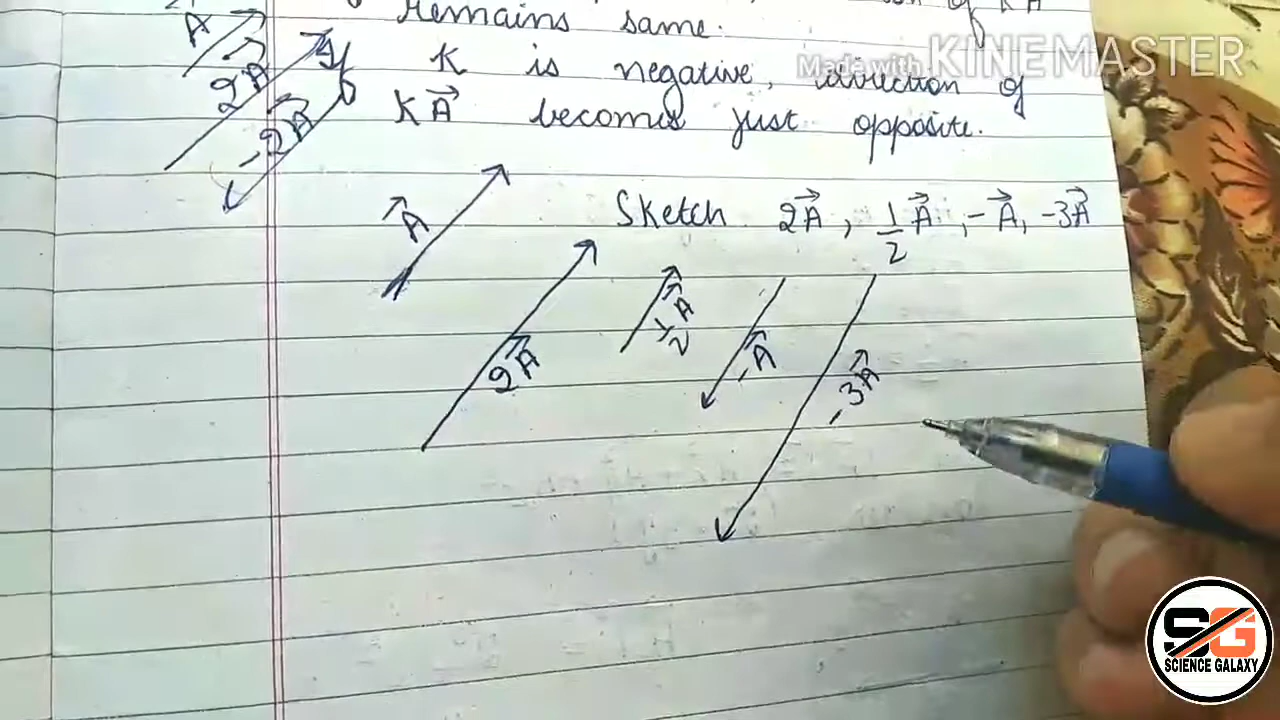 Remains same.
Made with KINEMASTER
K is negative, direction of
KA⃗ becomes just opposite.
A⃗
2A⃗
-2A⃗
A⃗
Sketch 2A⃗, 1/2 A⃗, -A⃗, -3A⃗
2A⃗
1/2 A⃗
-A⃗
-3A⃗
SG
SCIENCE GALAXY